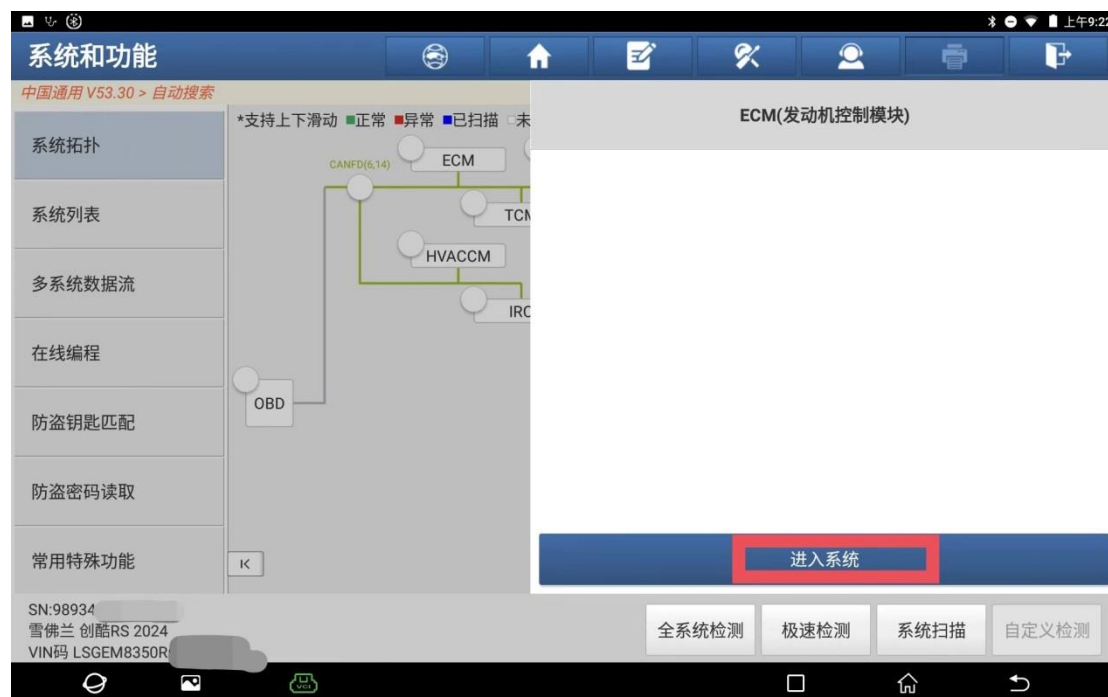 上午9:22
系统和功能
中国通用 V53.30 > 自动搜索
系统拓扑
系统列表
多系统数据流
在线编程
防盗钥匙匹配
防盗密码读取
常用特殊功能
*支持上下滑动 正常 异常 已扫描 未
CANFD(6,14)
ECM
TCM
HVACCM
OBD
ECM(发动机控制模块)
进入系统
SN:98934
雪佛兰 创酷RS 2024
VIN码 LSGEM8350R
全系统检测
极速检测
系统扫描
自定义检测
VCI